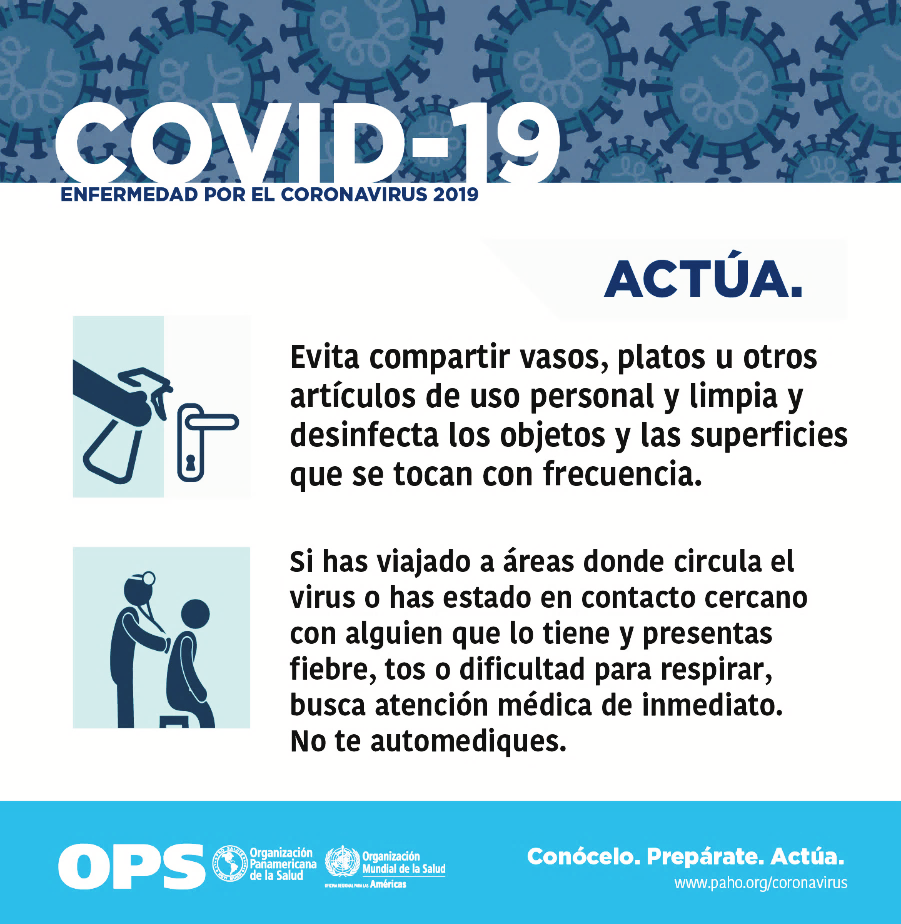 COVID-19
ENFERMEDAD POR EL CORONAVIRUS 2019
ACTÚA.
Evita compartir vasos, platos u otros
artículos de uso personal y limpia y
desinfecta los objetos y las superficies
que se tocan con frecuencia.
Si has viajado a áreas donde circula el
virus o has estado en contacto cercano
con alguien que lo tiene y presentas
fiebre, tos o dificultad para respirar,
busca atención médica de inmediato.
No te automediques.
OPS
Organización
Panamericana
de la Salud
Organización
Mundial de la Salud
OFICINA REGIONAL PARA LAS Américas
Conócelo. Prepárate. Actúa.
www.paho.org/coronavirus